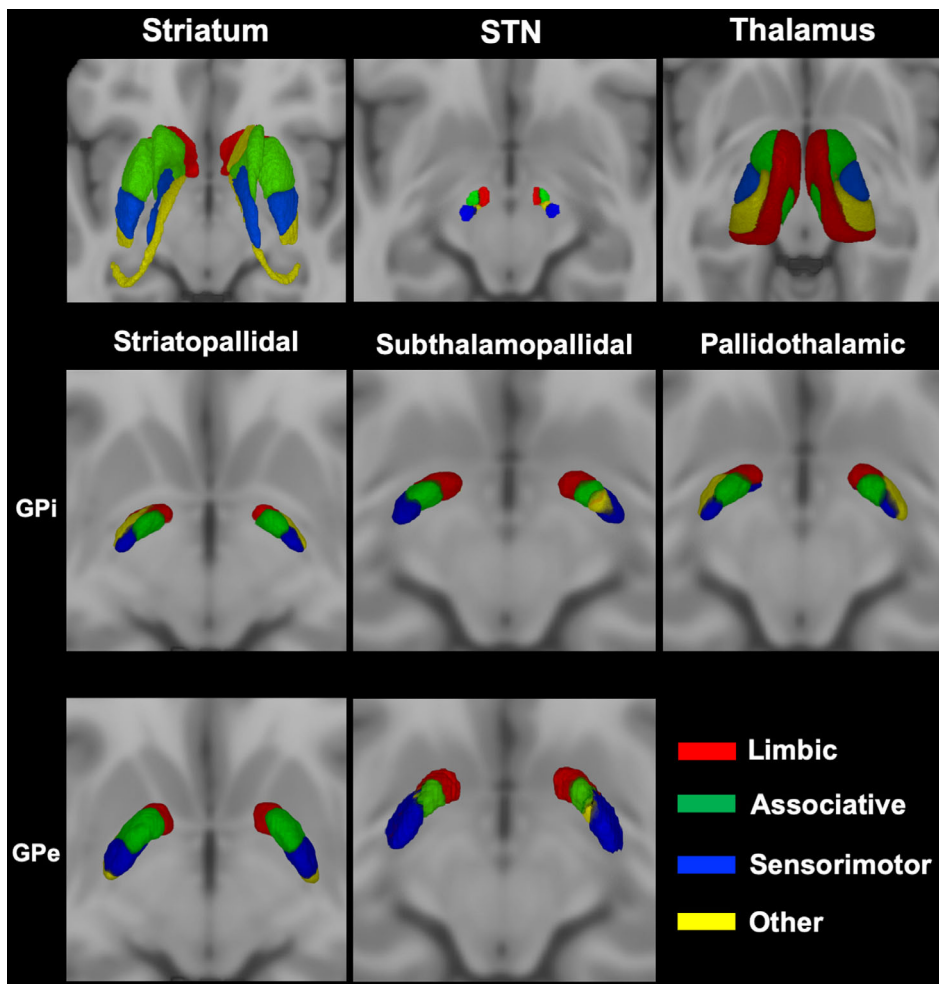 Striatum
STN
Thalamus
Striatopallidal
Subthalamopallidal
Pallidothalamic
GPi
GPe
Limbic
Associative
Sensorimotor
Other